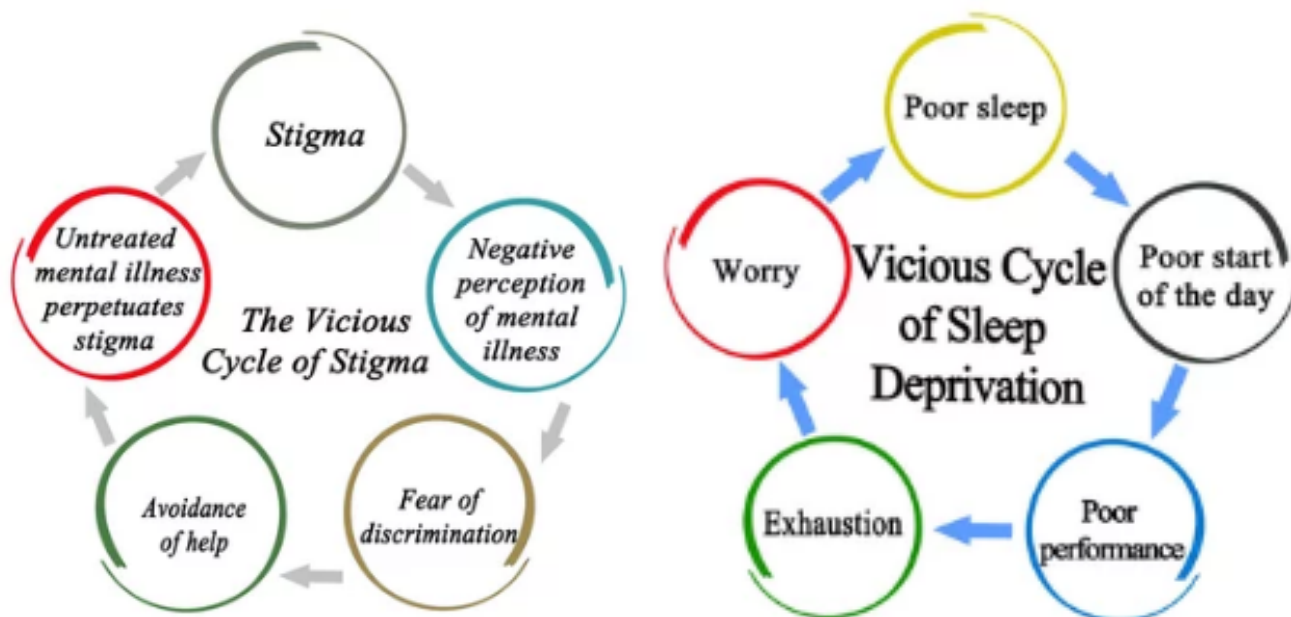 Stigma
Negative
perception
of mental
illness
Fear of
discrimination
Avoidance
of help
Untreated
mental illness
perpetuates
stigma
The Vicious
Cycle of Stigma
Poor sleep
Poor start
of the day
Poor
performance
Exhaustion
Worry
Vicious Cycle
of Sleep
Deprivation